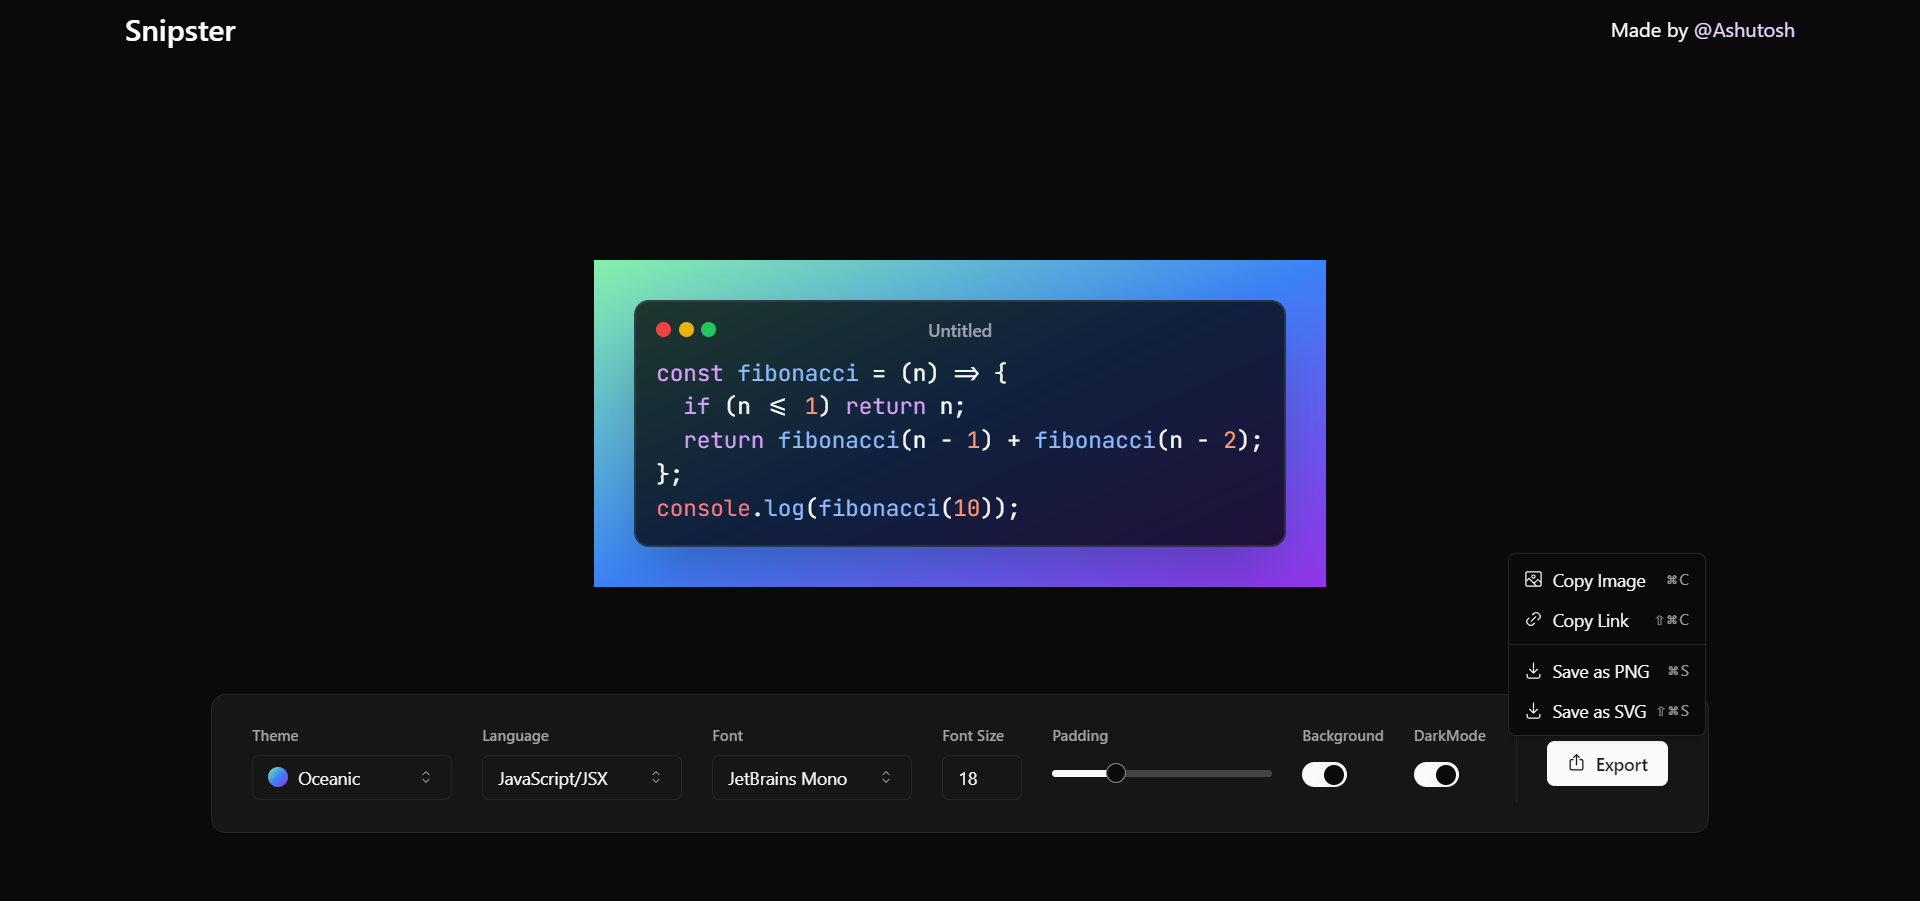 Snipster
Made by @Ashutosh
Untitled
const fibonacci = (n) => {
  if (n <= 1) return n;
  return fibonacci(n - 1) + fibonacci(n - 2);
};
console.log(fibonacci(10));
Copy Image ⌘C
Copy Link ⇧⌘C
Save as PNG ⌘S
Save as SVG ⇧⌘S
Theme
Oceanic
Language
JavaScript/JSX
Font
JetBrains Mono
Font Size
18
Padding
Background
DarkMode
Export